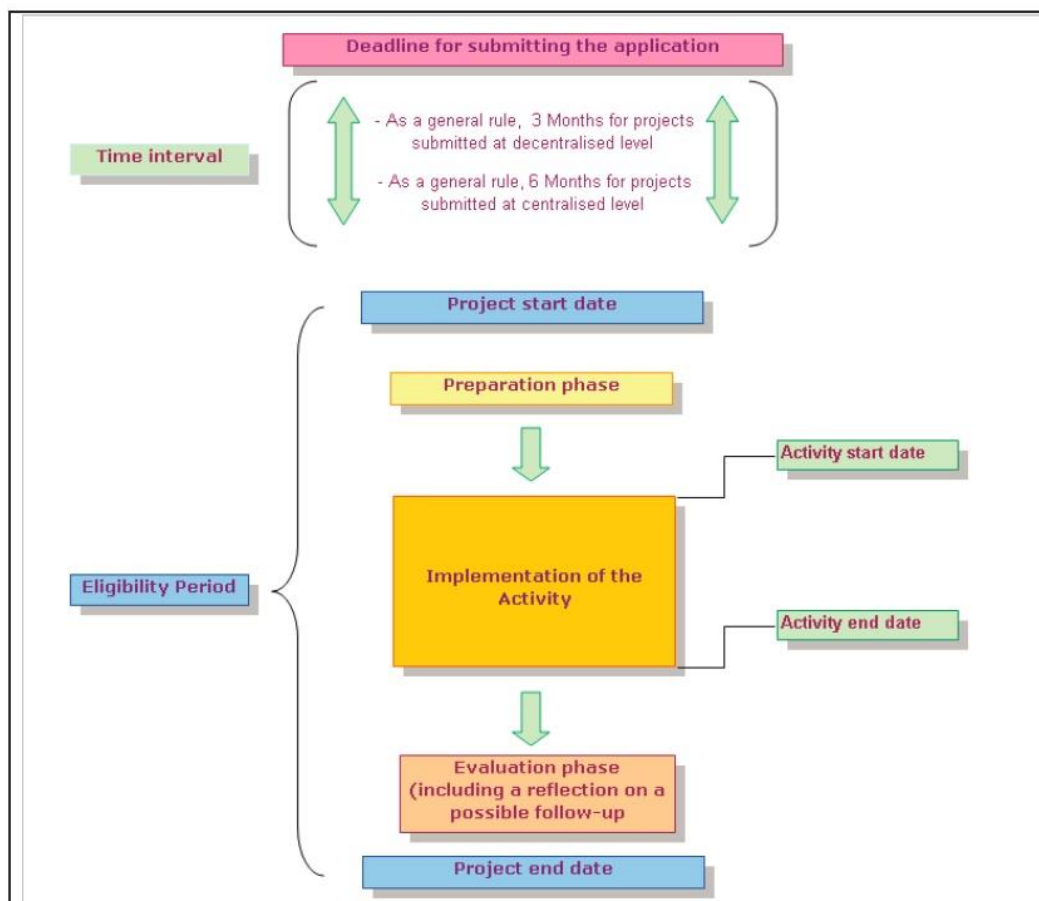 Deadline for submitting the application
Time interval
- As a general rule, 3 Months for projects
submitted at decentralised level
- As a general rule, 6 Months for projects
submitted at centralised level
Project start date
Preparation phase
Activity start date
Eligibility Period
Implementation of the
Activity
Activity end date
Evaluation phase
(including a reflection on a
possible follow-up
Project end date